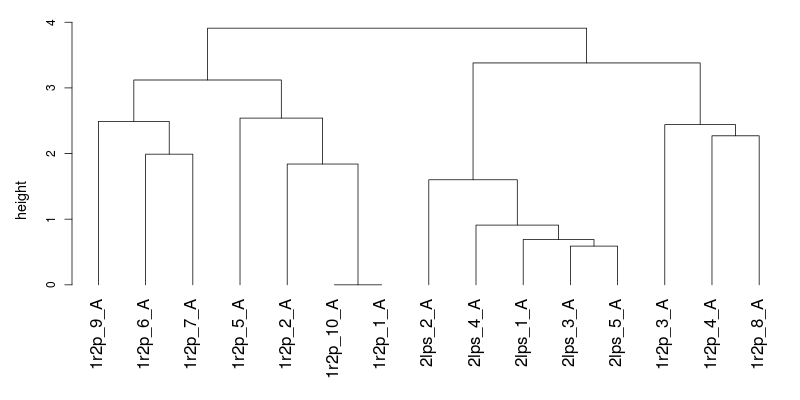 4
3
2
1
0
height
1r2p_9_A
1r2p_6_A
1r2p_7_A
1r2p_5_A
1r2p_2_A
1r2p_10_A
1r2p_1_A
2lps_2_A
2lps_4_A
2lps_1_A
2lps_3_A
2lps_5_A
1r2p_3_A
1r2p_4_A
1r2p_8_A